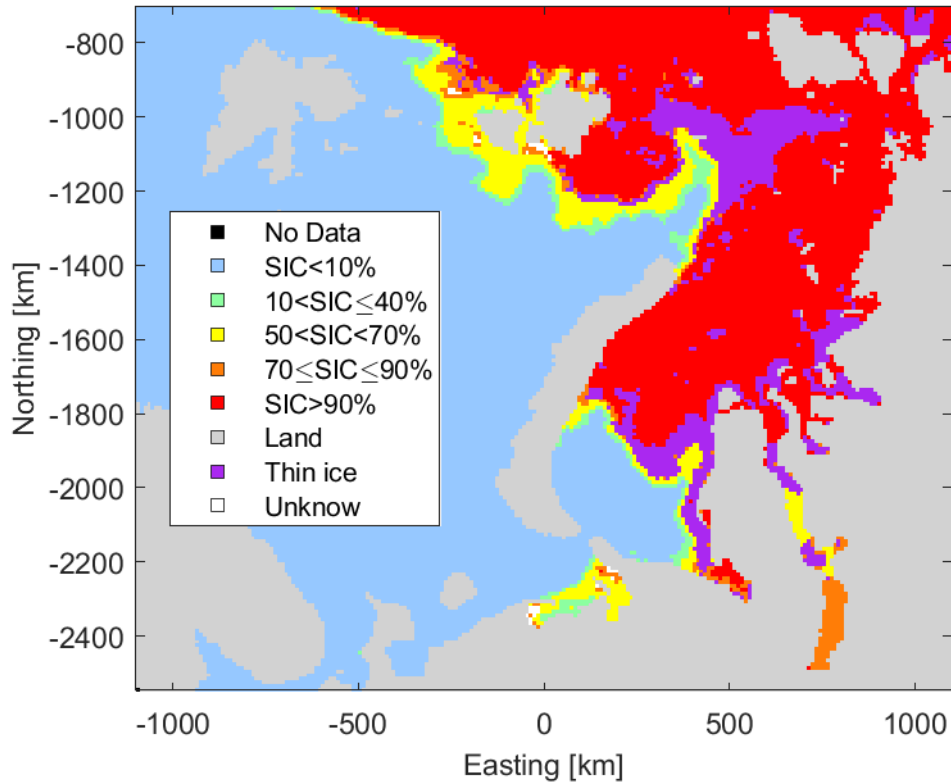 -800
-1000
-1200
-1400
-1600
-1800
-2000
-2200
-2400
Northing [km]
No Data
SIC<10%
10<SIC≤40%
50<SIC<70%
70≤SIC≤90%
SIC>90%
Land
Thin ice
Unknow
-1000 -500 0 500 1000
Easting [km]